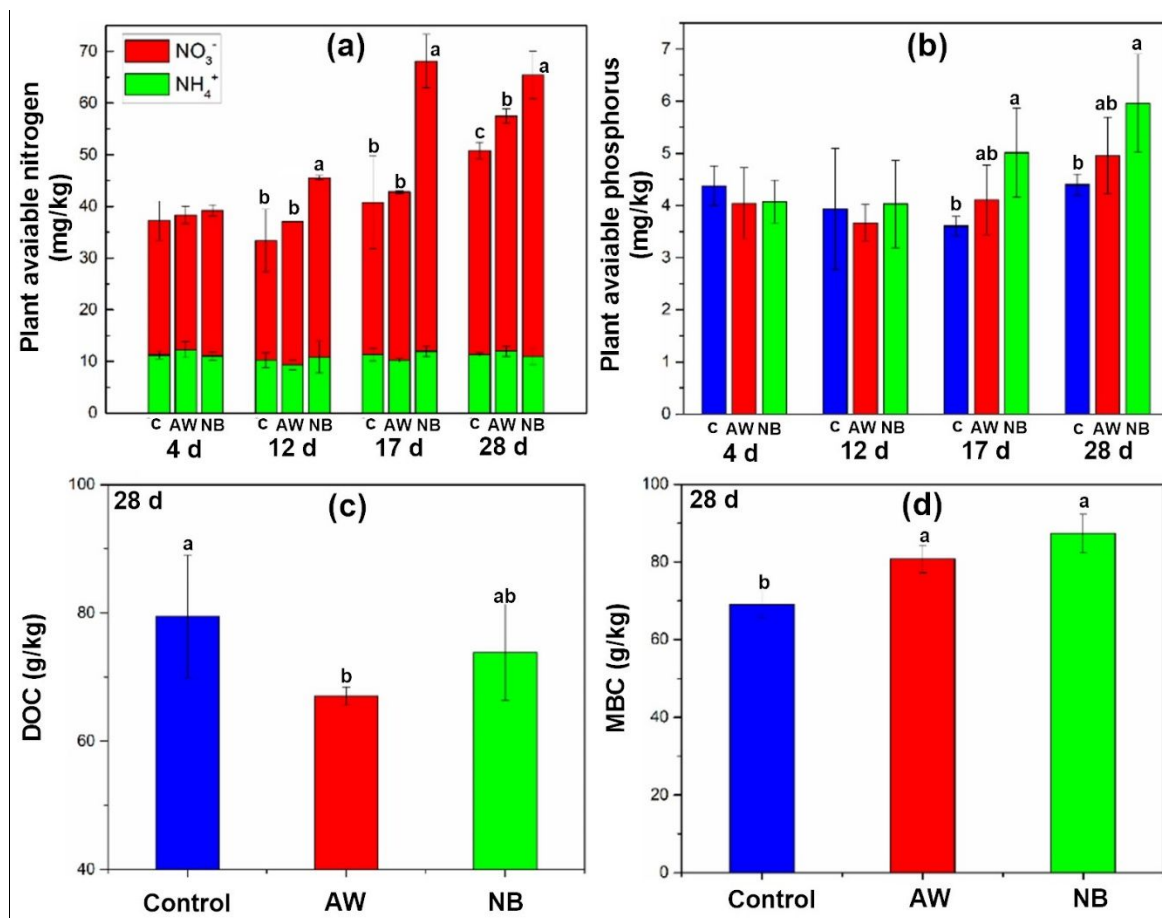 (a)
NO₃⁻
NH₄⁺
Plant avaiable nitrogen
(mg/kg)
70
60
50
40
30
20
10
0
b b a
b b a
c b a
C AW NB C AW NB C AW NB C AW NB
4 d 12 d 17 d 28 d
(b)
Plant avaiable phosphorus
(mg/kg)
7
6
5
4
3
2
1
0
b ab a
b ab a
C AW NB C AW NB C AW NB C AW NB
4 d 12 d 17 d 28 d
28 d (c)
DOC (g/kg)
100
80
60
40
a b ab
Control AW NB
28 d (d)
MBC (g/kg)
100
80
60
40
20
0
b a a
Control AW NB